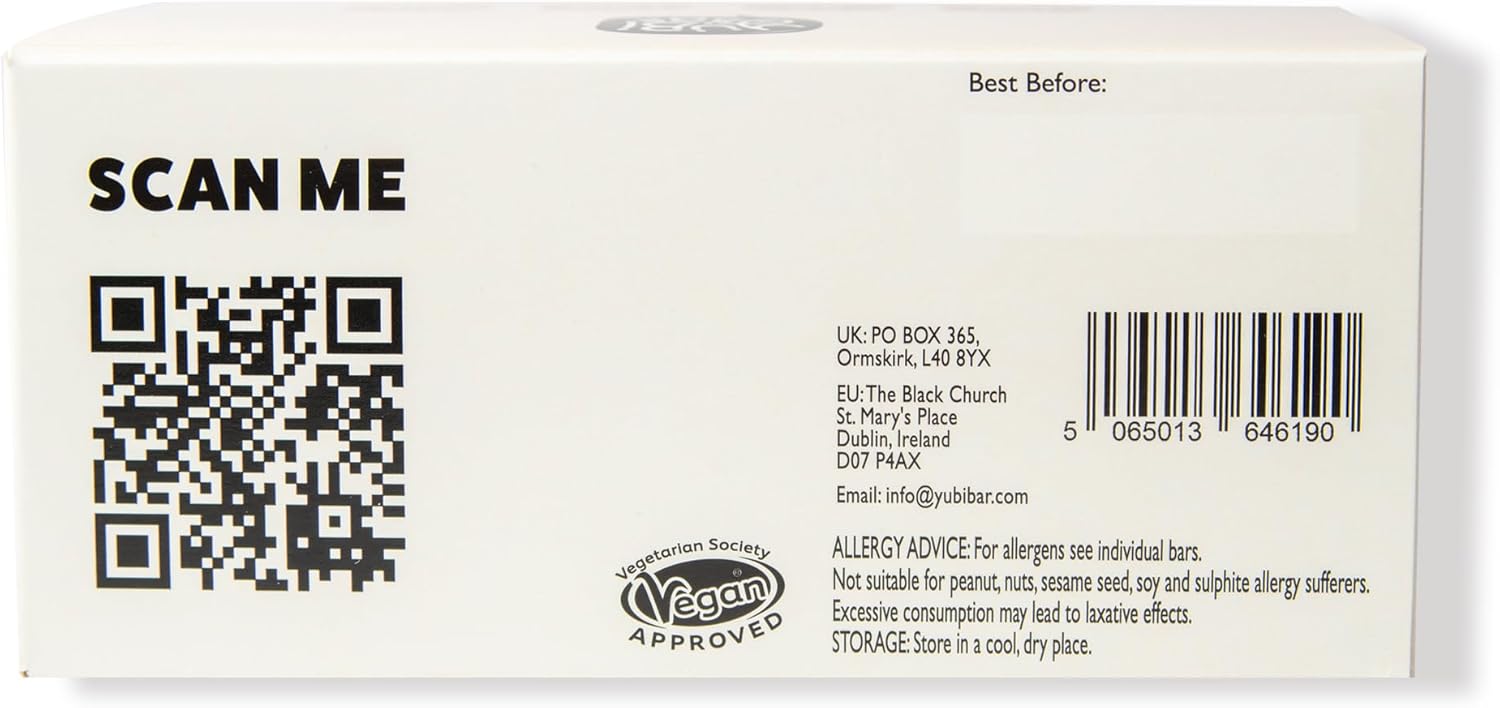 Best Before:
SCAN ME
UK: PO BOX 365,
Ormskirk, L40 8YX
EU: The Black Church
St. Mary's Place
Dublin, Ireland
D07 P4AX
Email: info@yubibar.com
5 065013 646190
Vegetarian Society
Vegan®
APPROVED
ALLERGY ADVICE: For allergens see individual bars.
Not suitable for peanut, nuts, sesame seed, soy and sulphite allergy sufferers.
Excessive consumption may lead to laxative effects.
STORAGE: Store in a cool, dry place.